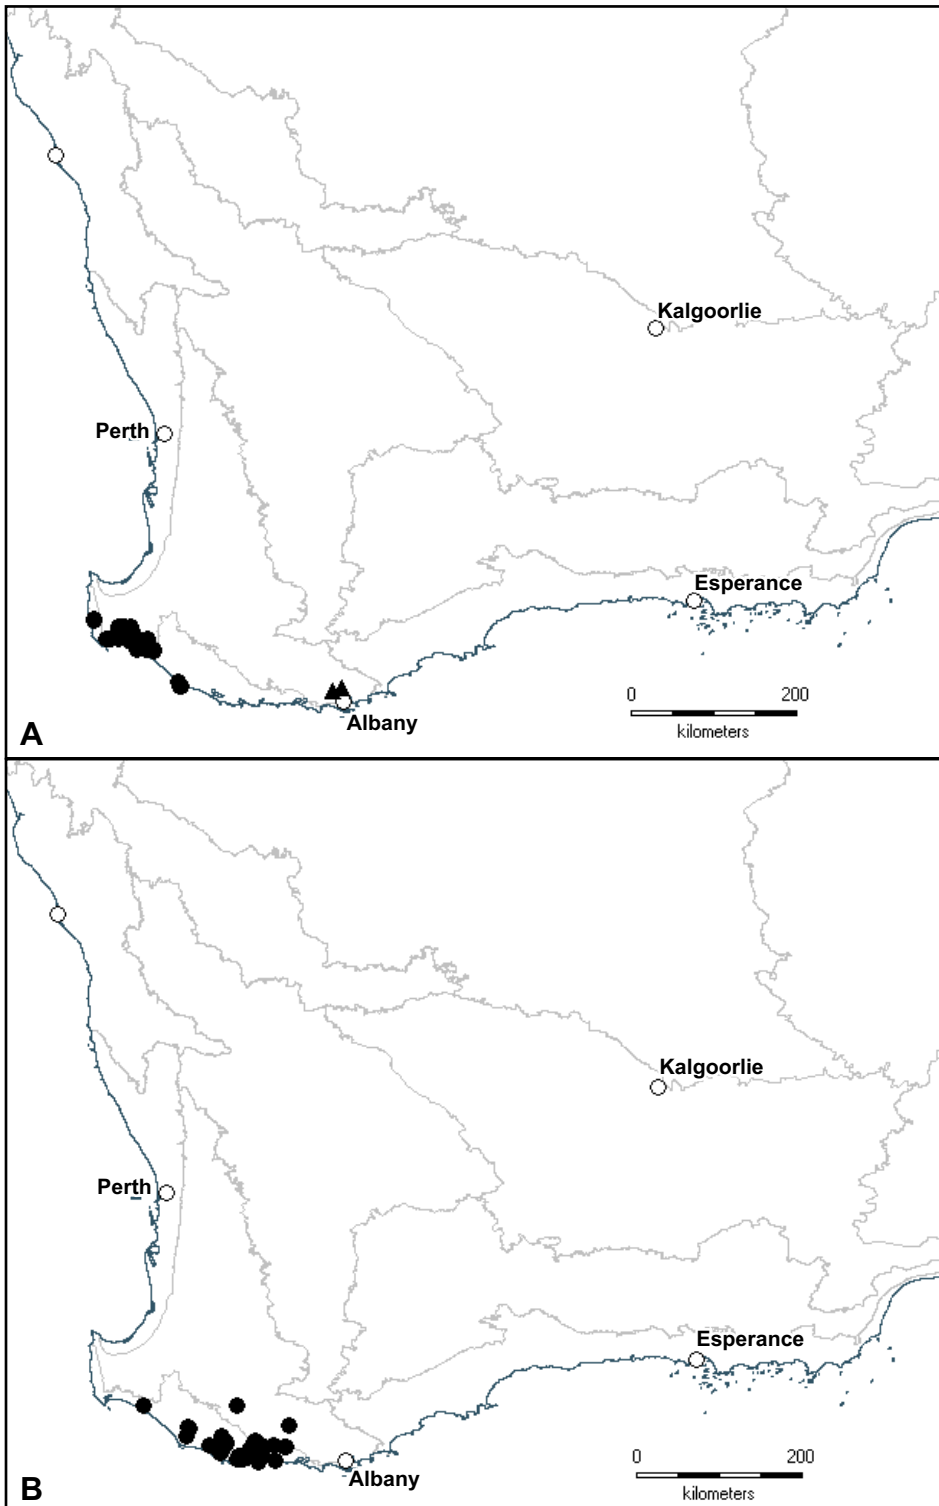 Kalgoorlie
Perth
Esperance
0 200
kilometers
Albany
A
Kalgoorlie
Perth
Esperance
0 200
kilometers
Albany
B